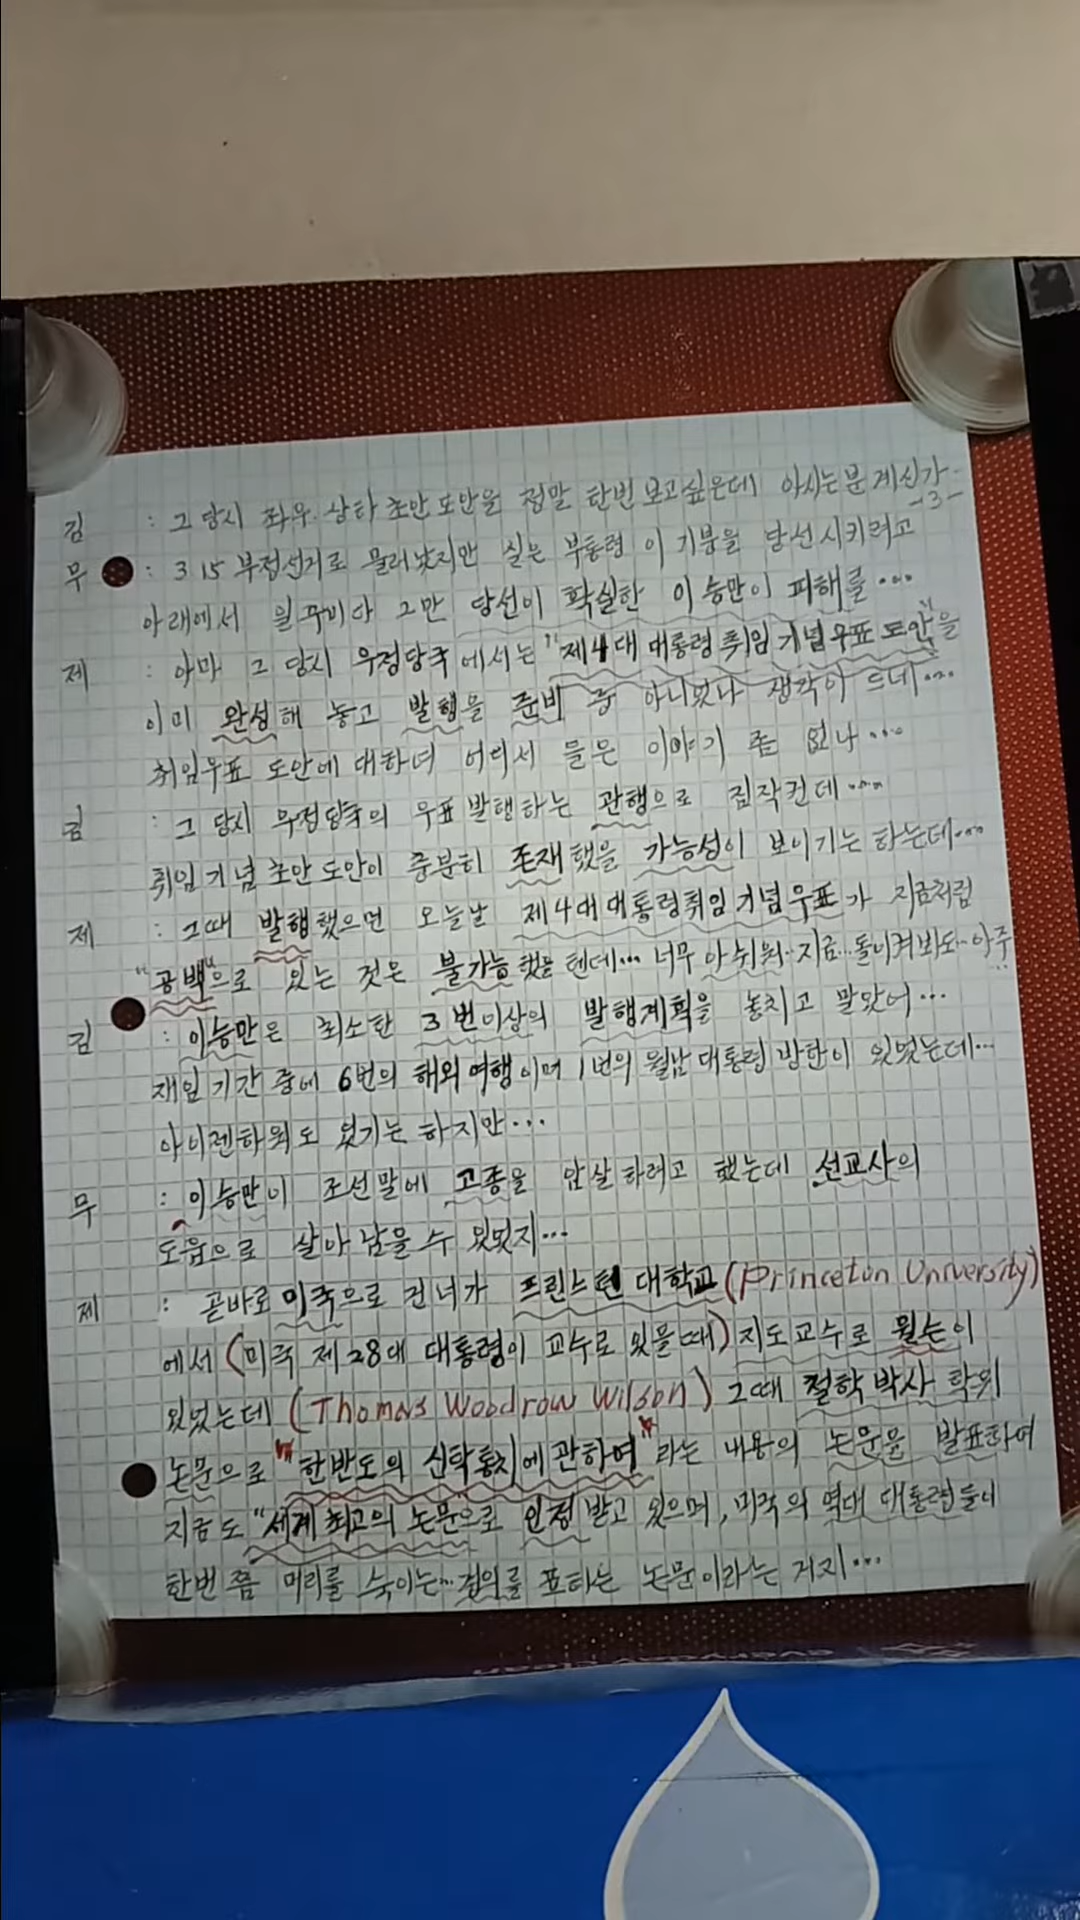 김 : 그 당시 좌우.상하 초안 도안을 정말 한번 보고싶은데 아시는분 계신가..
-3-
무 : 3 15 부정선거로 물러났지만 실은 부통령 이 기붕을 당선시키려고
아래에서 일꾸미다 그만 당선이 확실한 이 승만이 피해를...
제 : 아마 그 당시 우정당국에서는 "제4대 대통령 취임 기념우표 도안"을
이미 완성해 놓고 발행을 준비 중 아니었나 생각이 드네...
취임우표 도안에 대하여 어디서 들은 이야기 좀 없나...
김 : 그 당시 우정당국의 우표 발행하는 관행으로 짐작컨데....
취임 기념 초안 도안이 충분히 존재했을 가능성이 보이기는 하는데....
제 : 그때 발행했으면 오늘날 제4대대통령취임 기념우표가 지금처럼
"공백"으로 있는 것은 불가능했을 텐데... 너무 아쉬워..지금...돌이켜봐도..아주..
김 : 이승만은 최소한 3번이상의 발행계획을 놓치고 말았어...
재임 기간 중에 6번의 해외여행이며 1번의 월남 대통령 방한이 있었는데...
아이젠하워도 있기는 하지만...
무 : 이승만이 조선말에 고종을 암살하려고 했는데 선교사의
도움으로 살아 남을 수 있었지...
제 : 곧바로 미국으로 건너가 프린스턴 대학교 (Princeton University)
에서 (미국 제28대 대통령이 교수로 있을때) 지도교수로 윌슨이
있었는데 (Thomas Woodrow Wilson) 그때 철학 박사 학위
논문으로 "한반도의 신탁통치에 관하여"라는 내용의 논문을 발표하여
지금도 "세계 최고의 논문"으로 인정받고 있으며, 미국의 역대 대통령들이
한번 쯤 머리를 숙이는...경의를 표하는 논문이라는 거지...